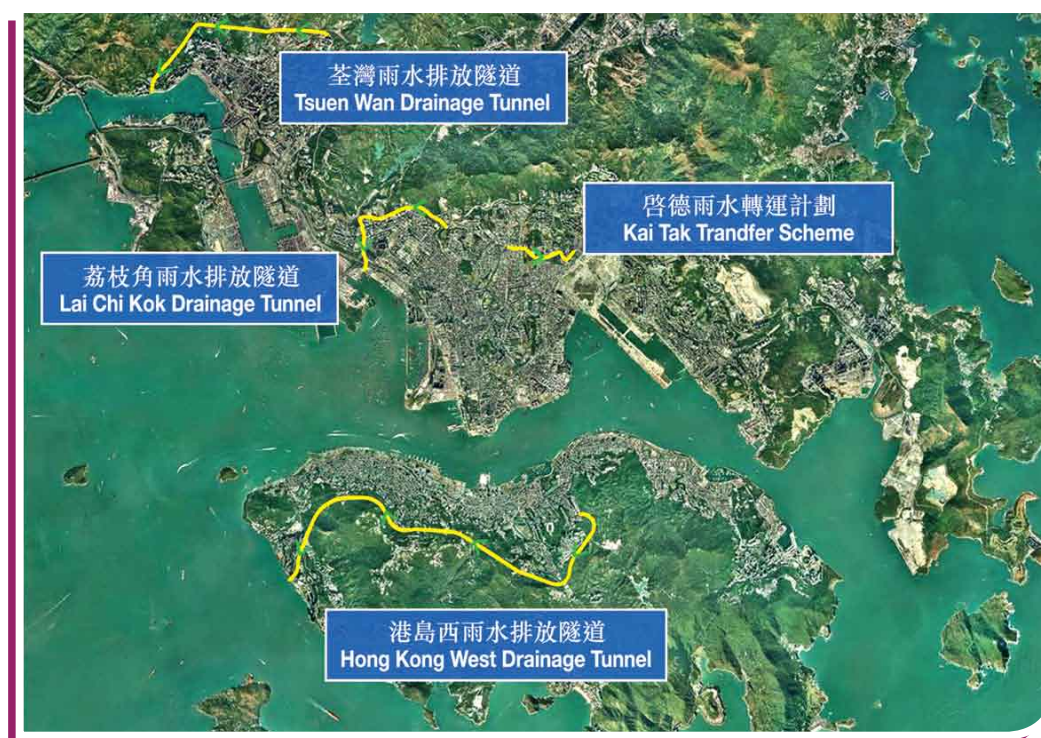 荃灣雨水排放隧道
Tsuen Wan Drainage Tunnel
啓德雨水轉運計劃
Kai Tak Trandfer Scheme
荔枝角雨水排放隧道
Lai Chi Kok Drainage Tunnel
港島西雨水排放隧道
Hong Kong West Drainage Tunnel